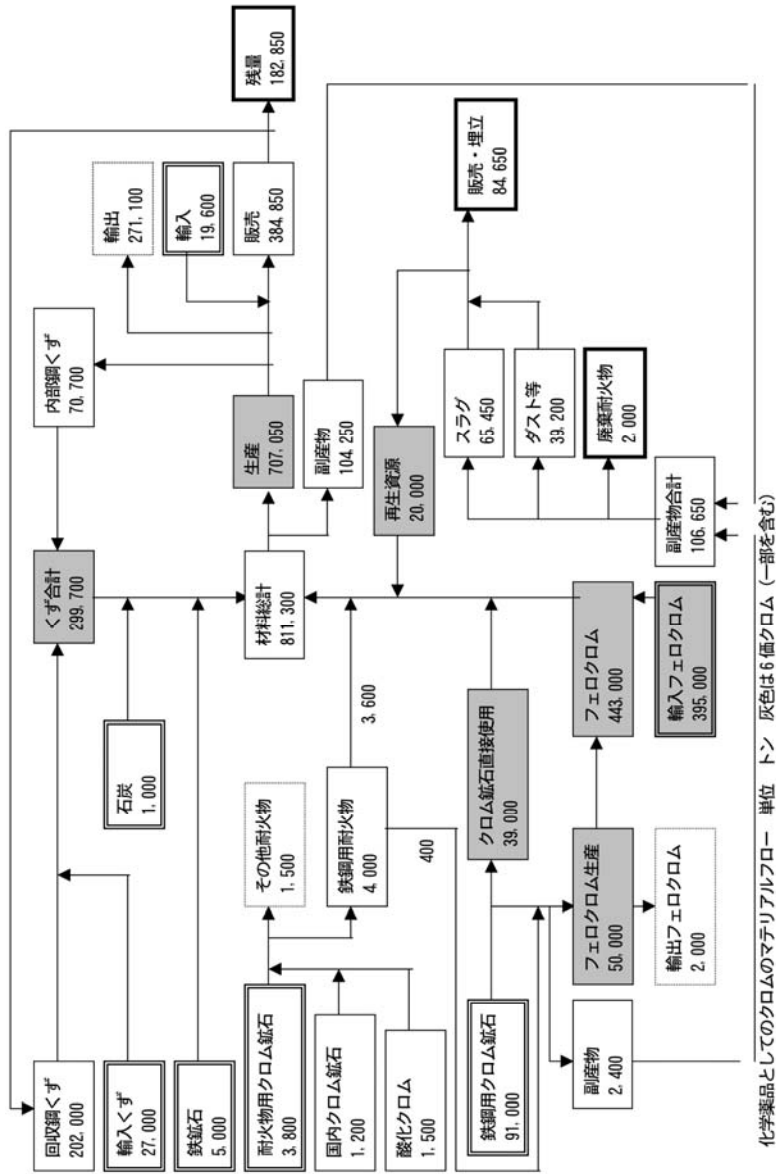 回収鋼くず
202,000
輸入くず
27,000
鉄鉱石
5,000
耐火物用クロム鉱石
3,800
国内クロム鉱石
1,200
酸化クロム
1,500
鉄鋼用クロム鉱石
91,000
副産物
2,400
石炭
1,000
その他耐火物
1,500
鉄鋼用耐火物
4,000
400
3,600
クロム鉱石直接使用
39,000
フェロクロム生産
50,000
輸出フェロクロム
2,000
くず合計
299,700
材料総計
811,300
フェロクロム
443,000
輸入フェロクロム
395,000
内部鋼くず
70,700
生産
707,050
副産物
104,250
再生資源
20,000
スラグ
65,450
ダスト等
39,200
廃棄耐火物
2,000
副産物合計
106,650
輸出
271,100
輸入
19,600
販売
384,850
残量
182,850
販売・埋立
84,650
化学薬品としてのクロムのマテリアルフロー 単位 トン 灰色は6価クロム(一部を含む)